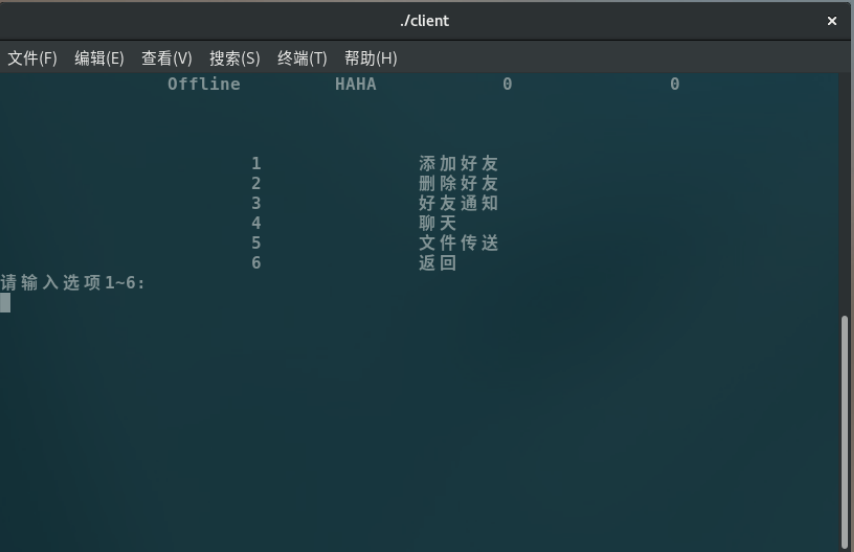 ./client ×
文件(F) 编辑(E) 查看(V) 搜索(S) 终端(T) 帮助(H)
Offline HAHA 0 0
1 添加好友
2 删除好友
3 好友通知
4 聊天
5 文件传送
6 返回
请输入选项1~6: